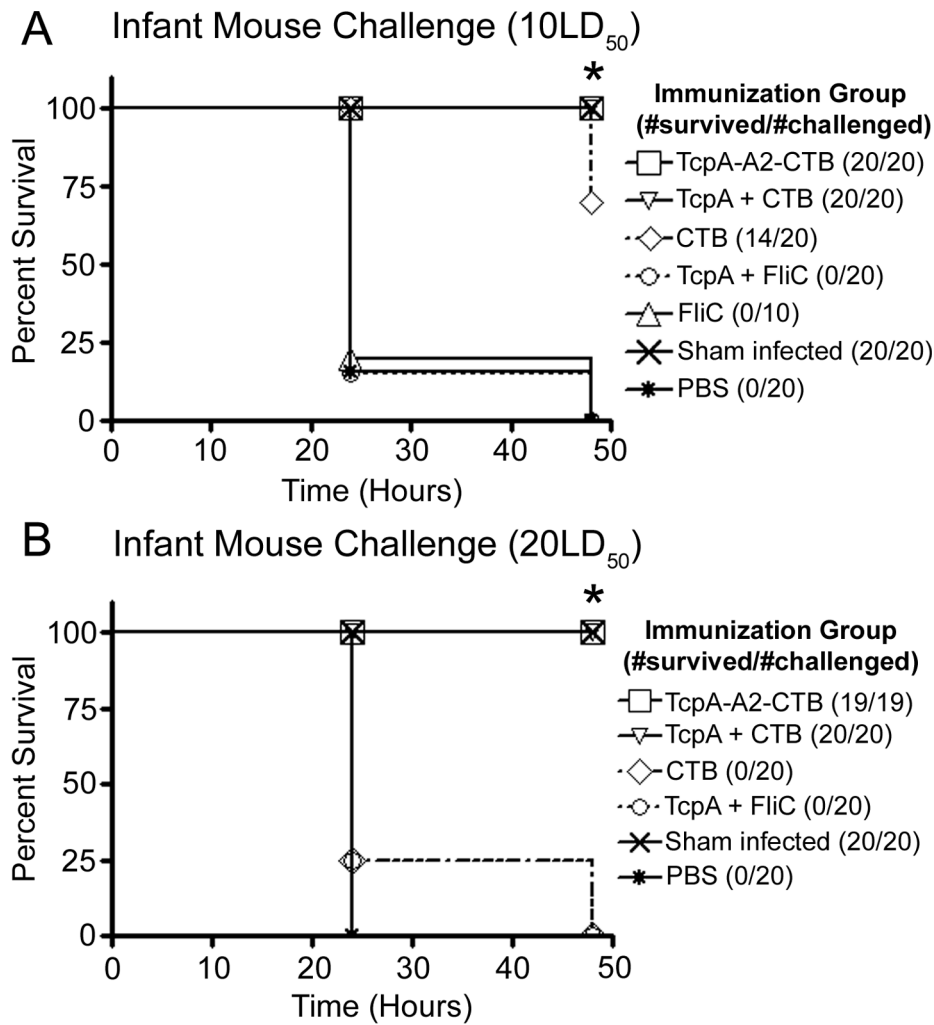 A
Infant Mouse Challenge (10LD50)
*
100
75
50
25
0
Percent Survival
0 10 20 30 40 50
Time (Hours)
Immunization Group
(#survived/#challenged)
TcpA-A2-CTB (20/20)
TcpA + CTB (20/20)
CTB (14/20)
TcpA + FliC (0/20)
FliC (0/10)
Sham infected (20/20)
PBS (0/20)
B
Infant Mouse Challenge (20LD50)
*
100
75
50
25
0
Percent Survival
0 10 20 30 40 50
Time (Hours)
Immunization Group
(#survived/#challenged)
TcpA-A2-CTB (19/19)
TcpA + CTB (20/20)
CTB (0/20)
TcpA + FliC (0/20)
Sham infected (20/20)
PBS (0/20)